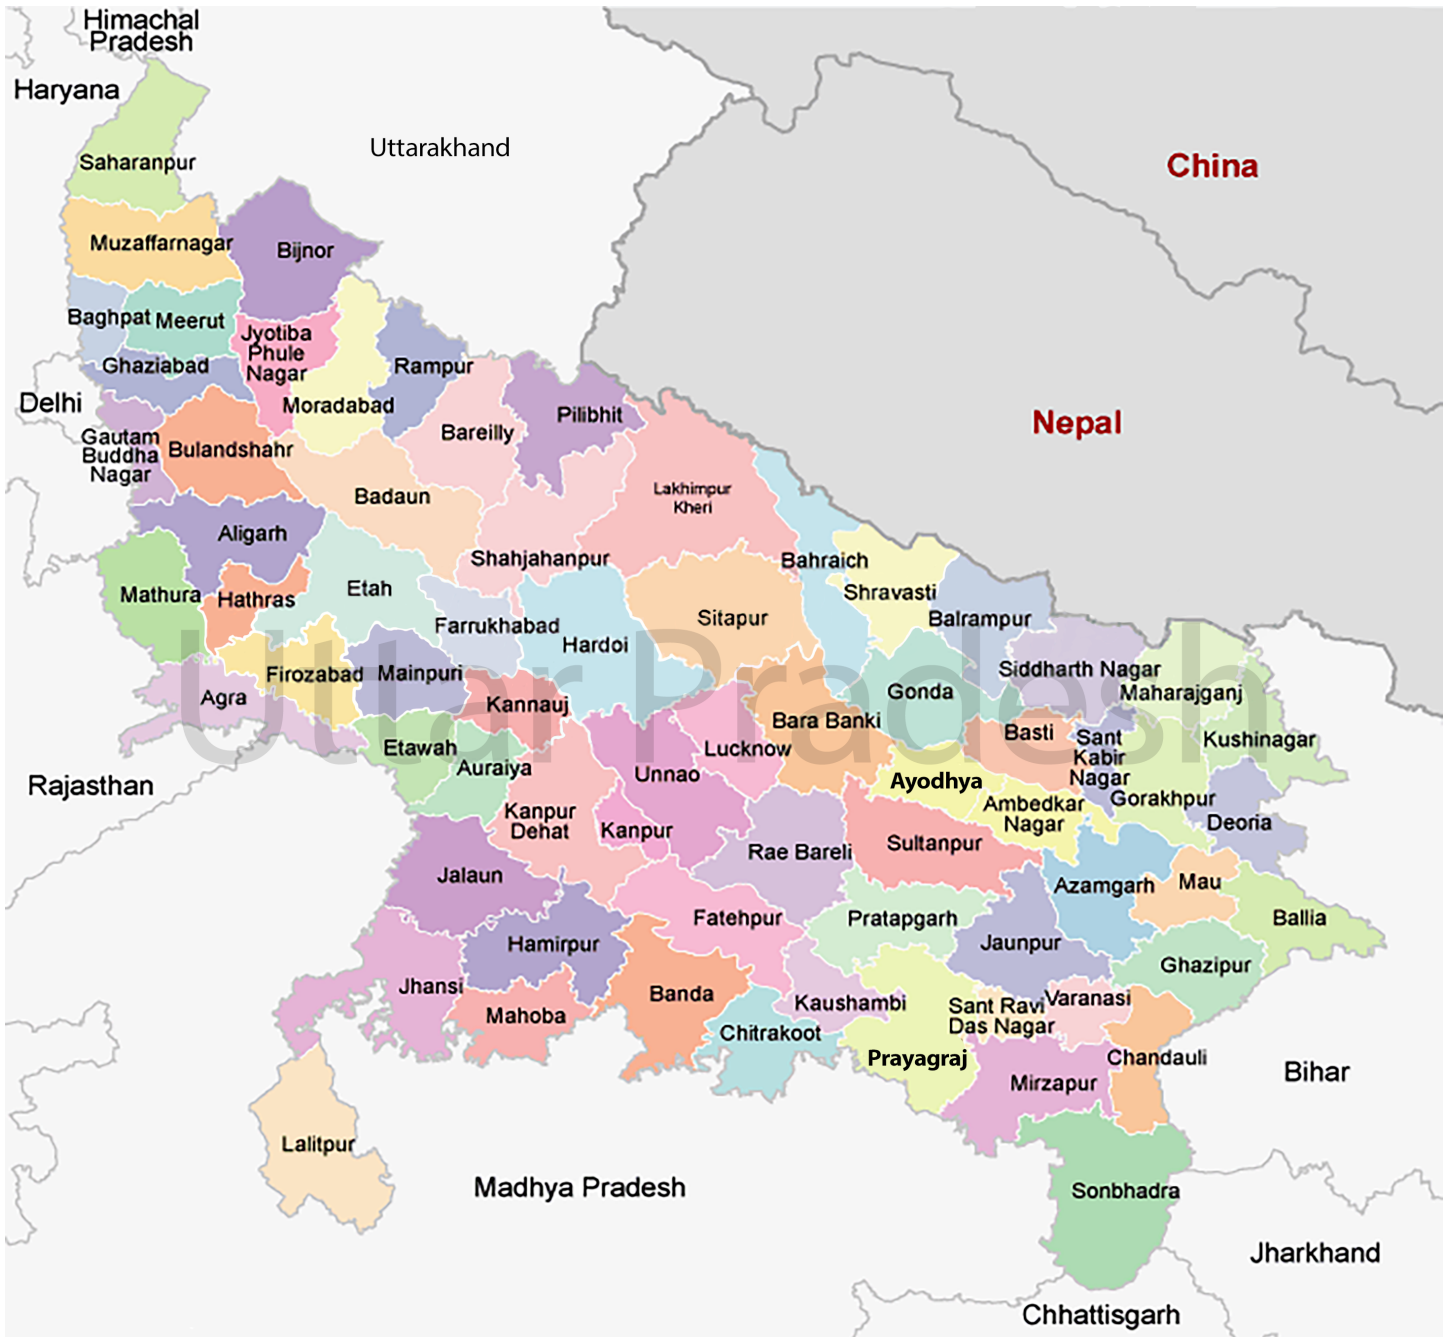 Himachal
Pradesh
Haryana
Uttarakhand
China
Saharanpur
Muzaffarnagar
Bijnor
Baghpat
Meerut
Jyotiba
Phule
Nagar
Ghaziabad
Rampur
Delhi
Moradabad
Pilibhit
Nepal
Gautam
Buddha
Nagar
Bulandshahr
Bareilly
Badaun
Lakhimpur
Kheri
Aligarh
Shahjahanpur
Bahraich
Mathura
Hathras
Etah
Shravasti
Farrukhabad
Hardoi
Sitapur
Balrampur
Uttar Pradesh
Firozabad
Mainpuri
Siddharth Nagar
Agra
Kannauj
Gonda
Maharajganj
Etawah
Lucknow
Bara Banki
Basti
Sant
Kabir
Nagar
Kushinagar
Rajasthan
Auraiya
Unnao
Ayodhya
Gorakhpur
Kanpur
Dehat
Kanpur
Ambedkar
Nagar
Deoria
Rae Bareli
Sultanpur
Jalaun
Azamgarh
Mau
Fatehpur
Pratapgarh
Ballia
Hamirpur
Jaunpur
Ghazipur
Jhansi
Banda
Kaushambi
Sant Ravi
Das Nagar
Varanasi
Mahoba
Chitrakoot
Prayagraj
Chandauli
Mirzapur
Bihar
Lalitpur
Madhya Pradesh
Sonbhadra
Jharkhand
Chhattisgarh